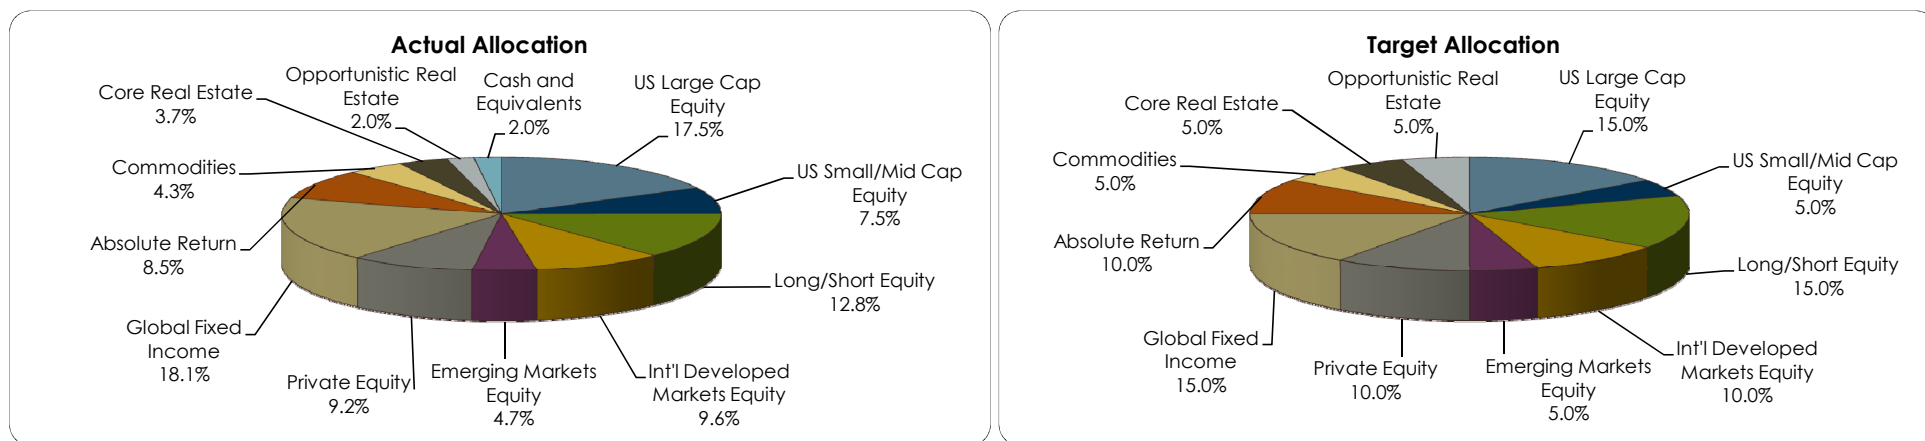 Actual Allocation
Opportunistic Real
Estate
2.0%
Cash and
Equivalents
2.0%
US Large Cap
Equity
17.5%
Core Real Estate
3.7%
Commodities
4.3%
US Small/Mid Cap
Equity
7.5%
Absolute Return
8.5%
Long/Short Equity
12.8%
Global Fixed
Income
18.1%
Private Equity
9.2%
Emerging Markets
Equity
4.7%
Int'l Developed
Markets Equity
9.6%
Target Allocation
Opportunistic Real
Estate
5.0%
US Large Cap
Equity
15.0%
Core Real Estate
5.0%
Commodities
5.0%
US Small/Mid Cap
Equity
5.0%
Absolute Return
10.0%
Long/Short Equity
15.0%
Global Fixed
Income
15.0%
Private Equity
10.0%
Emerging Markets
Equity
5.0%
Int'l Developed
Markets Equity
10.0%